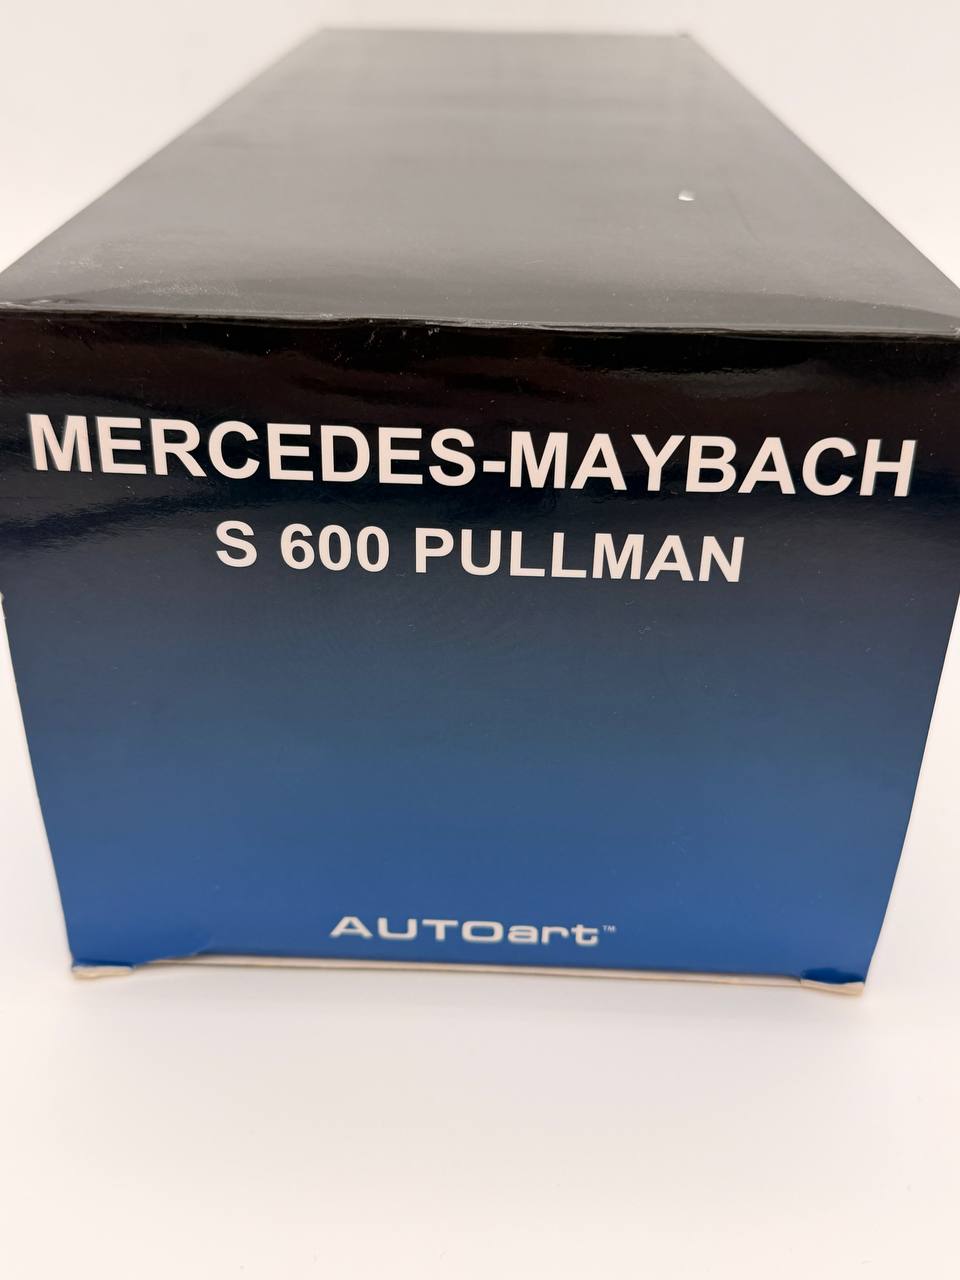 MERCEDES-MAYBACH
S 600 PULLMAN
AUTOart™